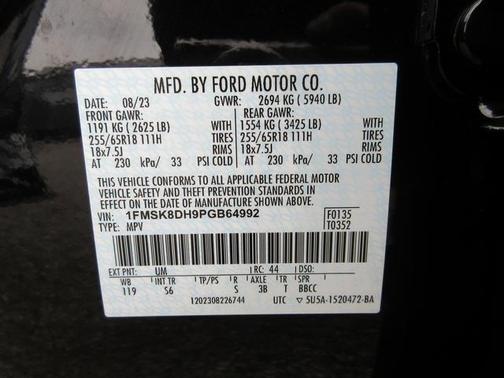 MFD. BY FORD MOTOR CO.
DATE: 08/23 GVWR: 2694 KG ( 5940 LB)
FRONT GAWR: REAR GAWR:
1191 KG ( 2625 LB) WITH 1554 KG ( 3425 LB) WITH
255/65R18 111H TIRES 255/65R18 111H TIRES
18x7.5J RIMS 18x7.5J RIMS
AT 230 kPa/ 33 PSI COLD AT 230 kPa/ 33 PSI COLD
THIS VEHICLE CONFORMS TO ALL APPLICABLE FEDERAL MOTOR
VEHICLE SAFETY AND THEFT PREVENTION STANDARDS IN
EFFECT ON THE DATE OF MANUFACTURE SHOWN ABOVE.
VIN: 1FMSK8DH9PGB64992 F0135
TYPE: MPV T0352
EXT PNT: UM RC: 44 DSO:
WB INT TR TP/PS R AXLE TR SPR
119 S6 S 3B T BBCC
1202308226744 UTC ▽ 5U5A-1520472-BA